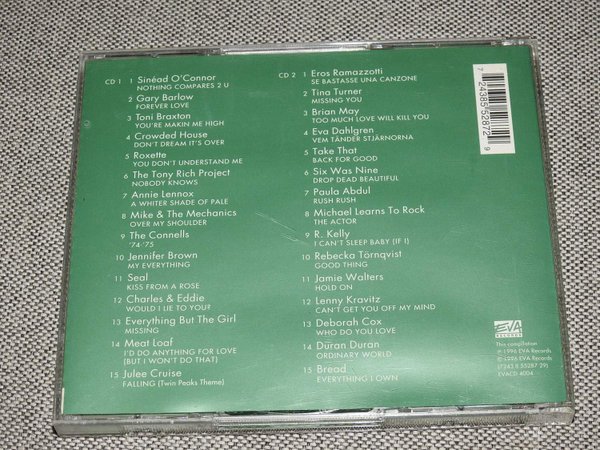 CD 1
1 Sinéad O'Connor
NOTHING COMPARES 2 U
2 Gary Barlow
FOREVER LOVE
3 Toni Braxton
YOU'RE MAKIN ME HIGH
4 Crowded House
DON'T DREAM IT'S OVER
5 Roxette
YOU DON'T UNDERSTAND ME
6 The Tony Rich Project
NOBODY KNOWS
7 Annie Lennox
A WHITER SHADE OF PALE
8 Mike & The Mechanics
OVER MY SHOULDER
9 The Connells
'74-'75
10 Jennifer Brown
MY EVERYTHING
11 Seal
KISS FROM A ROSE
12 Charles & Eddie
WOULD I LIE TO YOU?
13 Everything But The Girl
MISSING
14 Meat Loaf
I'D DO ANYTHING FOR LOVE
(BUT I WON'T DO THAT)
15 Julee Cruise
FALLING (Twin Peaks Theme)
CD 2
1 Eros Ramazzotti
SE BASTASSE UNA CANZONE
2 Tina Turner
MISSING YOU
3 Brian May
TOO MUCH LOVE WILL KILL YOU
4 Eva Dahlgren
VEM TÄNDER STJÄRNORNA
5 Take That
BACK FOR GOOD
6 Six Was Nine
DROP DEAD BEAUTIFUL
7 Paula Abdul
RUSH RUSH
8 Michael Learns To Rock
THE ACTOR
9 R. Kelly
I CAN'T SLEEP BABY (IF I)
10 Rebecka Törnqvist
GOOD THING
11 Jamie Walters
HOLD ON
12 Lenny Kravitz
CAN'T GET YOU OFF MY MIND
13 Deborah Cox
WHO DO YOU LOVE
14 Duran Duran
ORDINARY WORLD
15 Bread
EVERYTHING I OWN
7 24385 52872 9
EVA
RECORDS
This compilation
℗ 1996 EVA Records
© 1996 EVA Records
(7243 8 55287 29)
EVACD 4004